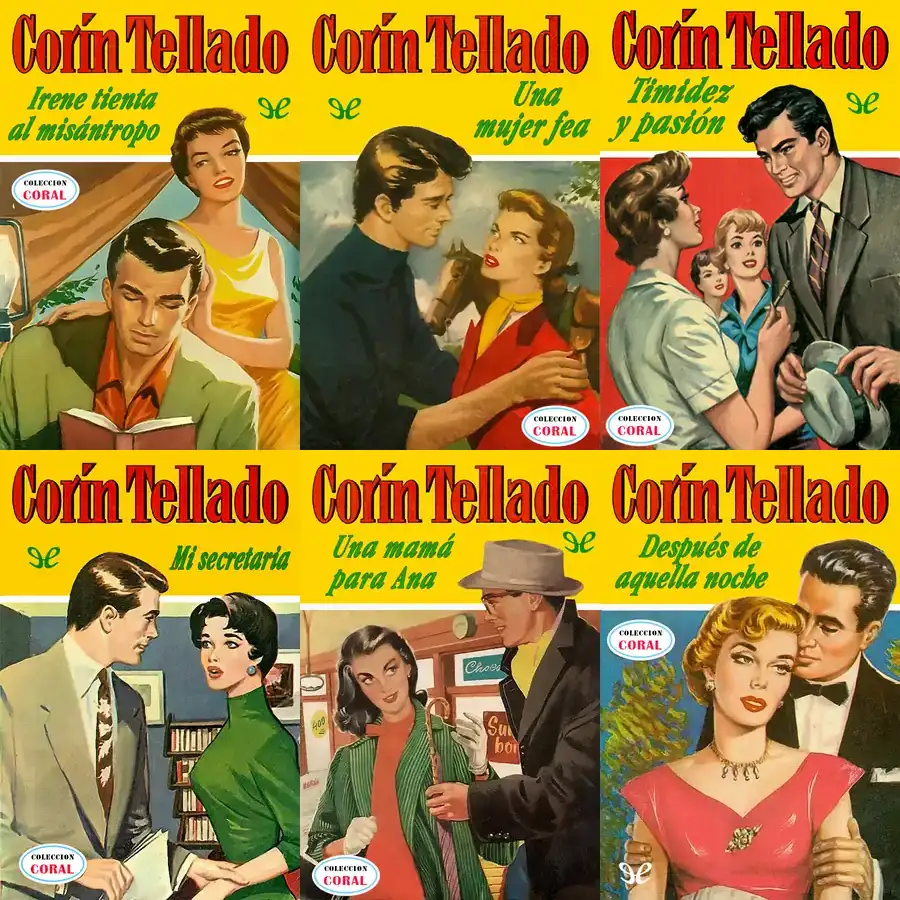 Corín Tellado
Irene tienta
al misántropo
COLECCION
CORAL
Corín Tellado
Una
mujer fea
COLECCION
CORAL
Corín Tellado
Timidez
y pasión
COLECCION
CORAL
Corín Tellado
Mi secretaria
COLECCION
CORAL
Corín Tellado
Una mamá
para Ana
COLECCION
CORAL
Corín Tellado
Después de
aquella noche
COLECCION
CORAL